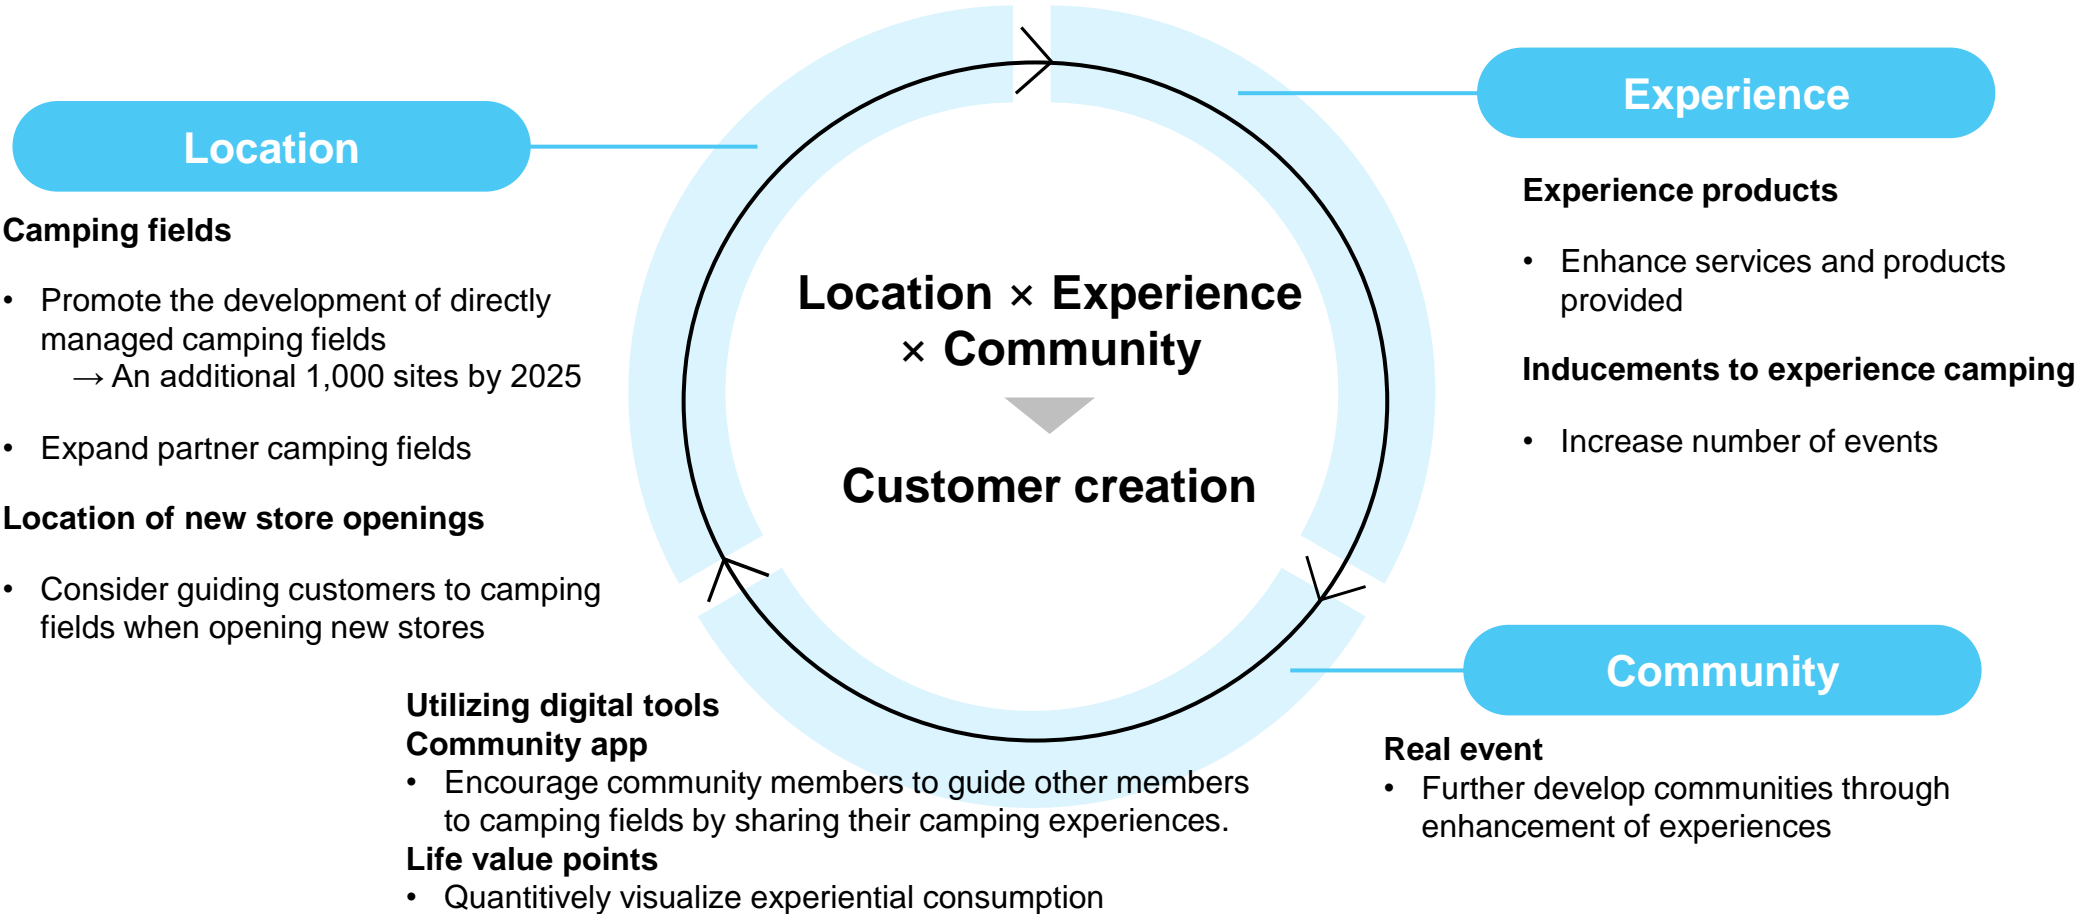 Location
Camping fields
• Promote the development of directly
managed camping fields
→ An additional 1,000 sites by 2025
• Expand partner camping fields
Location of new store openings
• Consider guiding customers to camping
fields when opening new stores
Location × Experience
× Community
Customer creation
Experience
Experience products
• Enhance services and products
provided
Inducements to experience camping
• Increase number of events
Community
Real event
• Further develop communities through
enhancement of experiences
Utilizing digital tools
Community app
• Encourage community members to guide other members
to camping fields by sharing their camping experiences.
Life value points
• Quantitively visualize experiential consumption